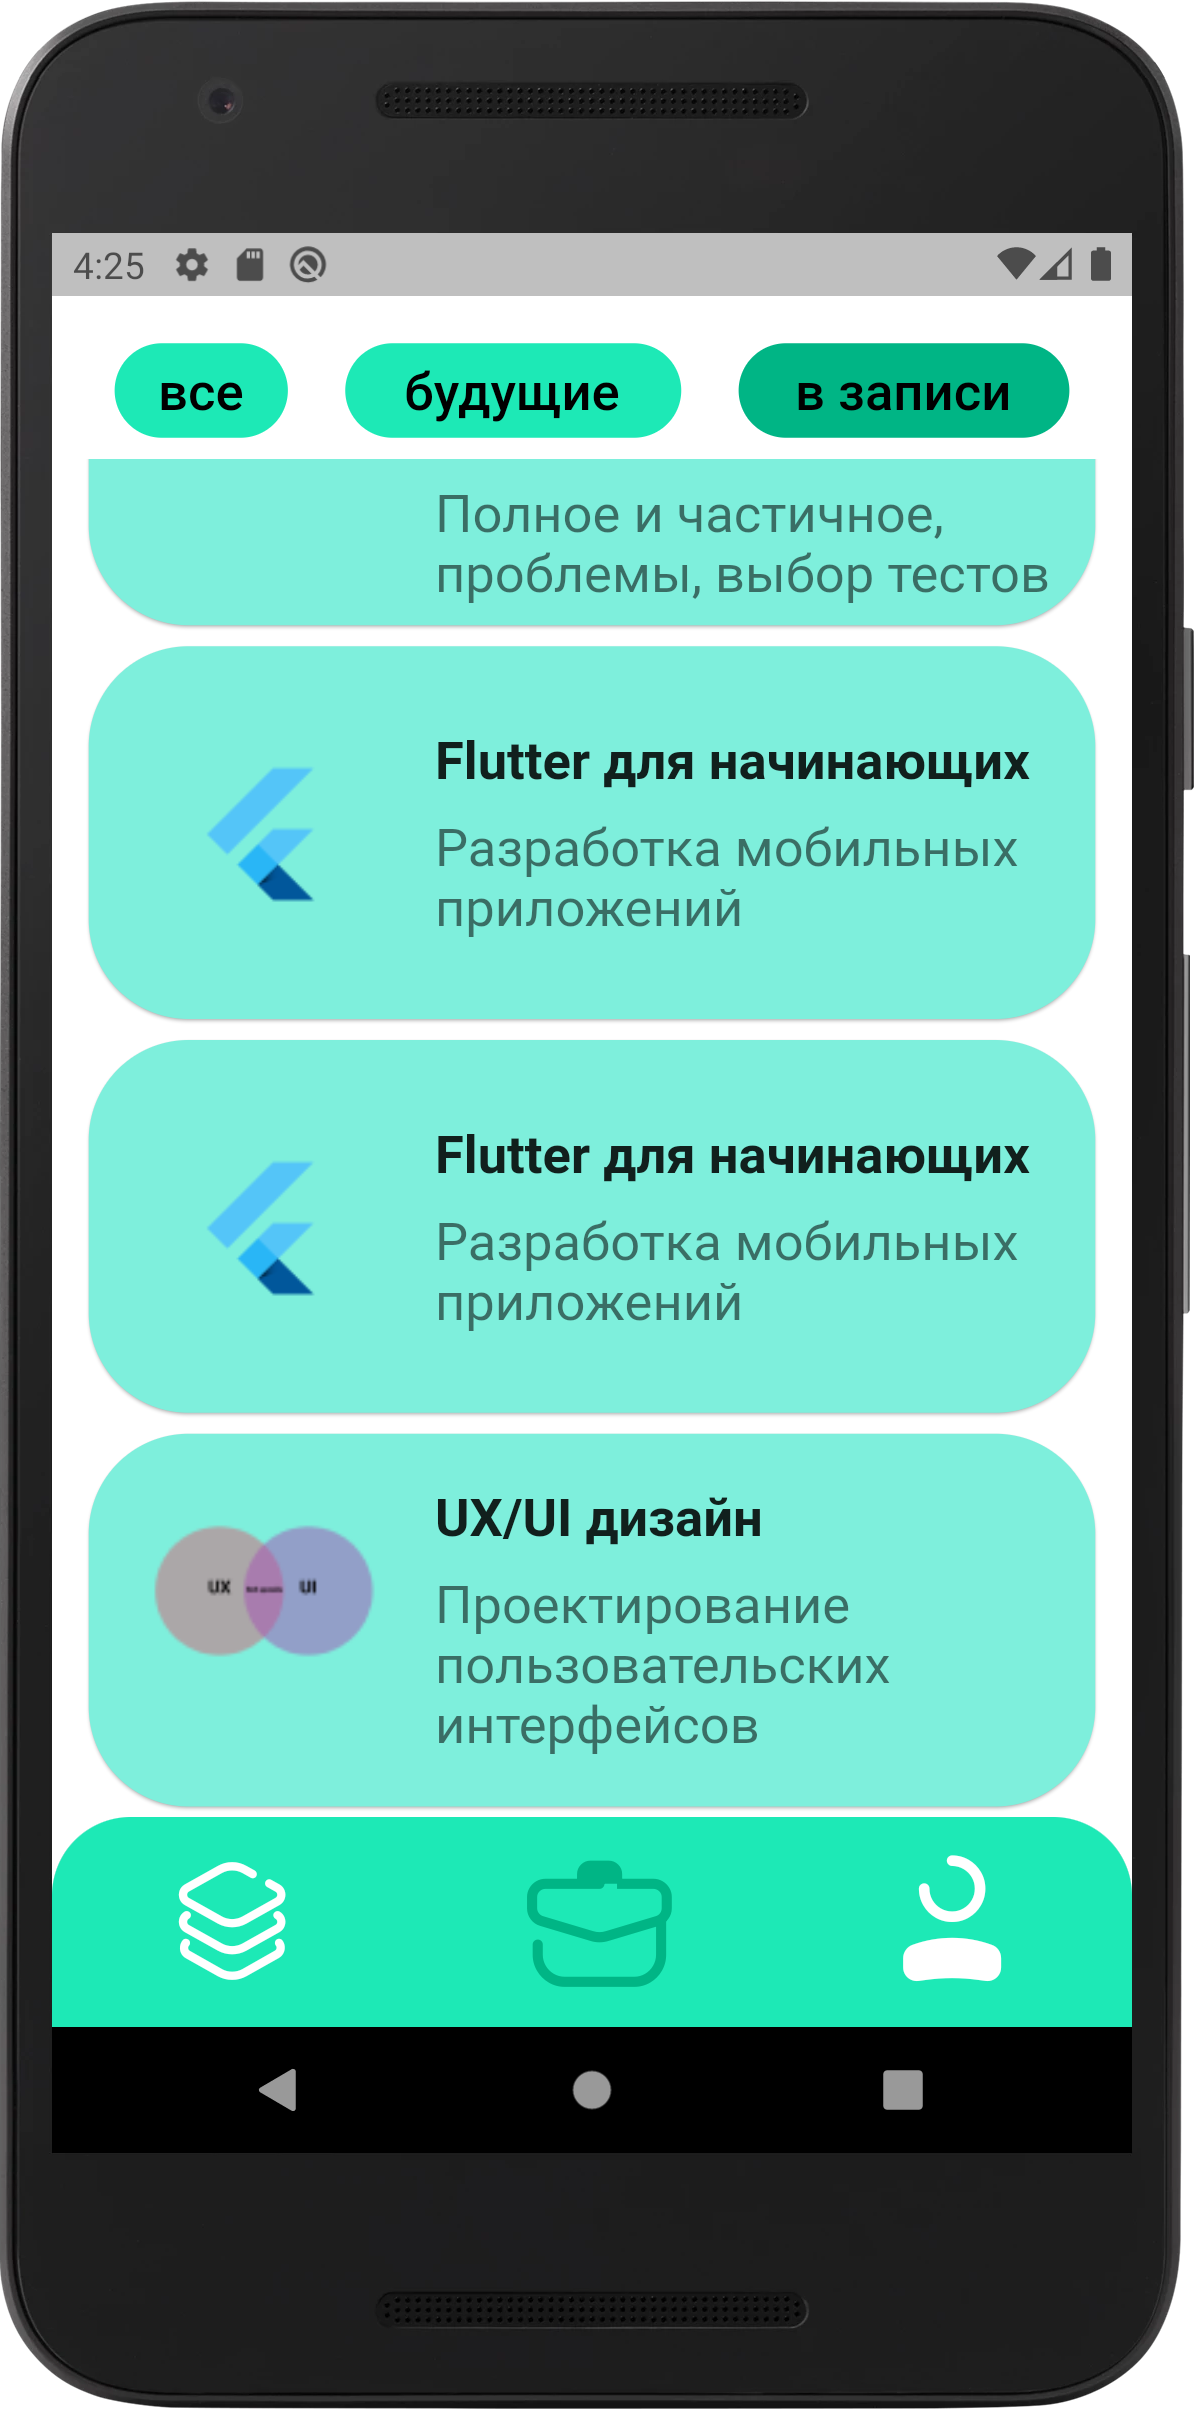 4:25
все
будущие
в записи
Полное и частичное,
проблемы, выбор тестов
Flutter для начинающих
Разработка мобильных
приложений
Flutter для начинающих
Разработка мобильных
приложений
UX/UI дизайн
UX
UI
Проектирование
пользовательских
интерфейсов